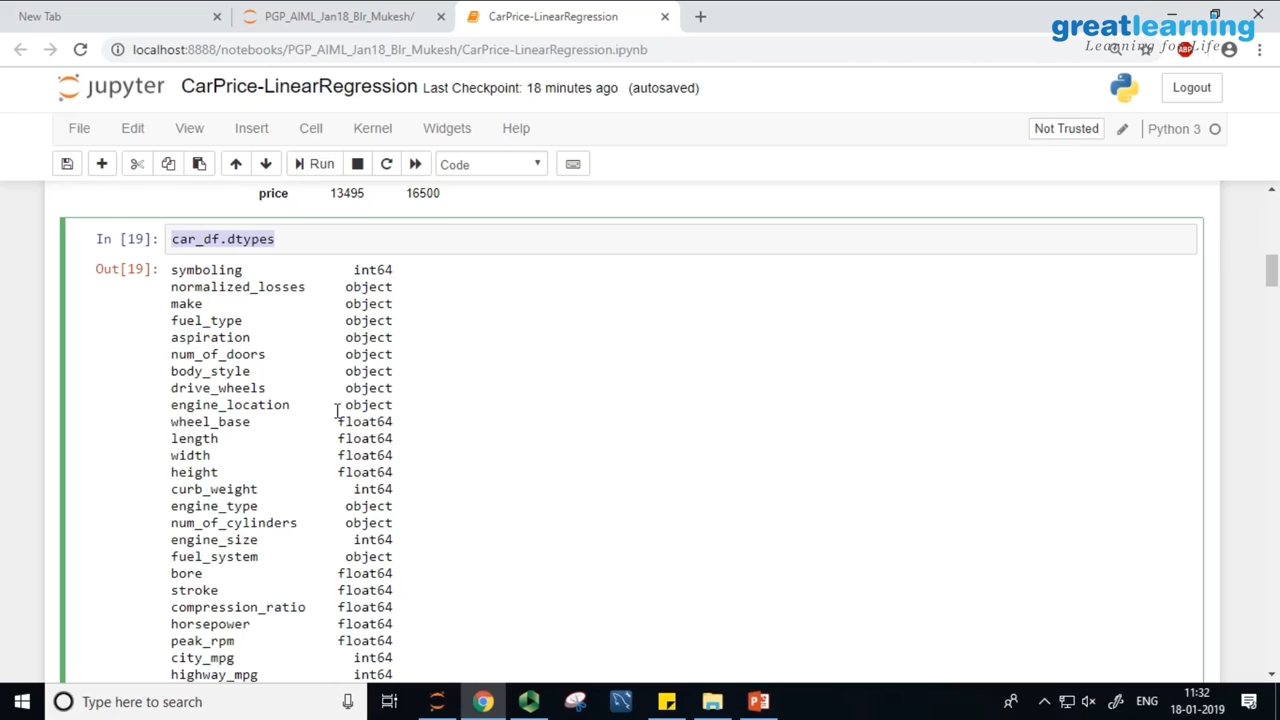 New Tab
PGP_AIML_Jan18_Blr_Mukesh/
CarPrice-LinearRegression
greatlearning
Learning for Life
localhost:8888/notebooks/PGP_AIML_Jan18_Blr_Mukesh/CarPrice-LinearRegression.ipynb
ABP
jupyter
CarPrice-LinearRegression Last Checkpoint: 18 minutes ago (autosaved)
Logout
File Edit View Insert Cell Kernel Widgets Help
Not Trusted
Python 3
Run
Code
price 13495 16500
In [19]: car_df.dtypes
Out[19]: symboling int64
normalized_losses object
make object
fuel_type object
aspiration object
num_of_doors object
body_style object
drive_wheels object
engine_location object
wheel_base float64
length float64
width float64
height float64
curb_weight int64
engine_type object
num_of_cylinders object
engine_size int64
fuel_system object
bore float64
stroke float64
compression_ratio float64
horsepower float64
peak_rpm float64
city_mpg int64
highway_mpg int64
Type here to search
ENG
11:32
18-01-2019